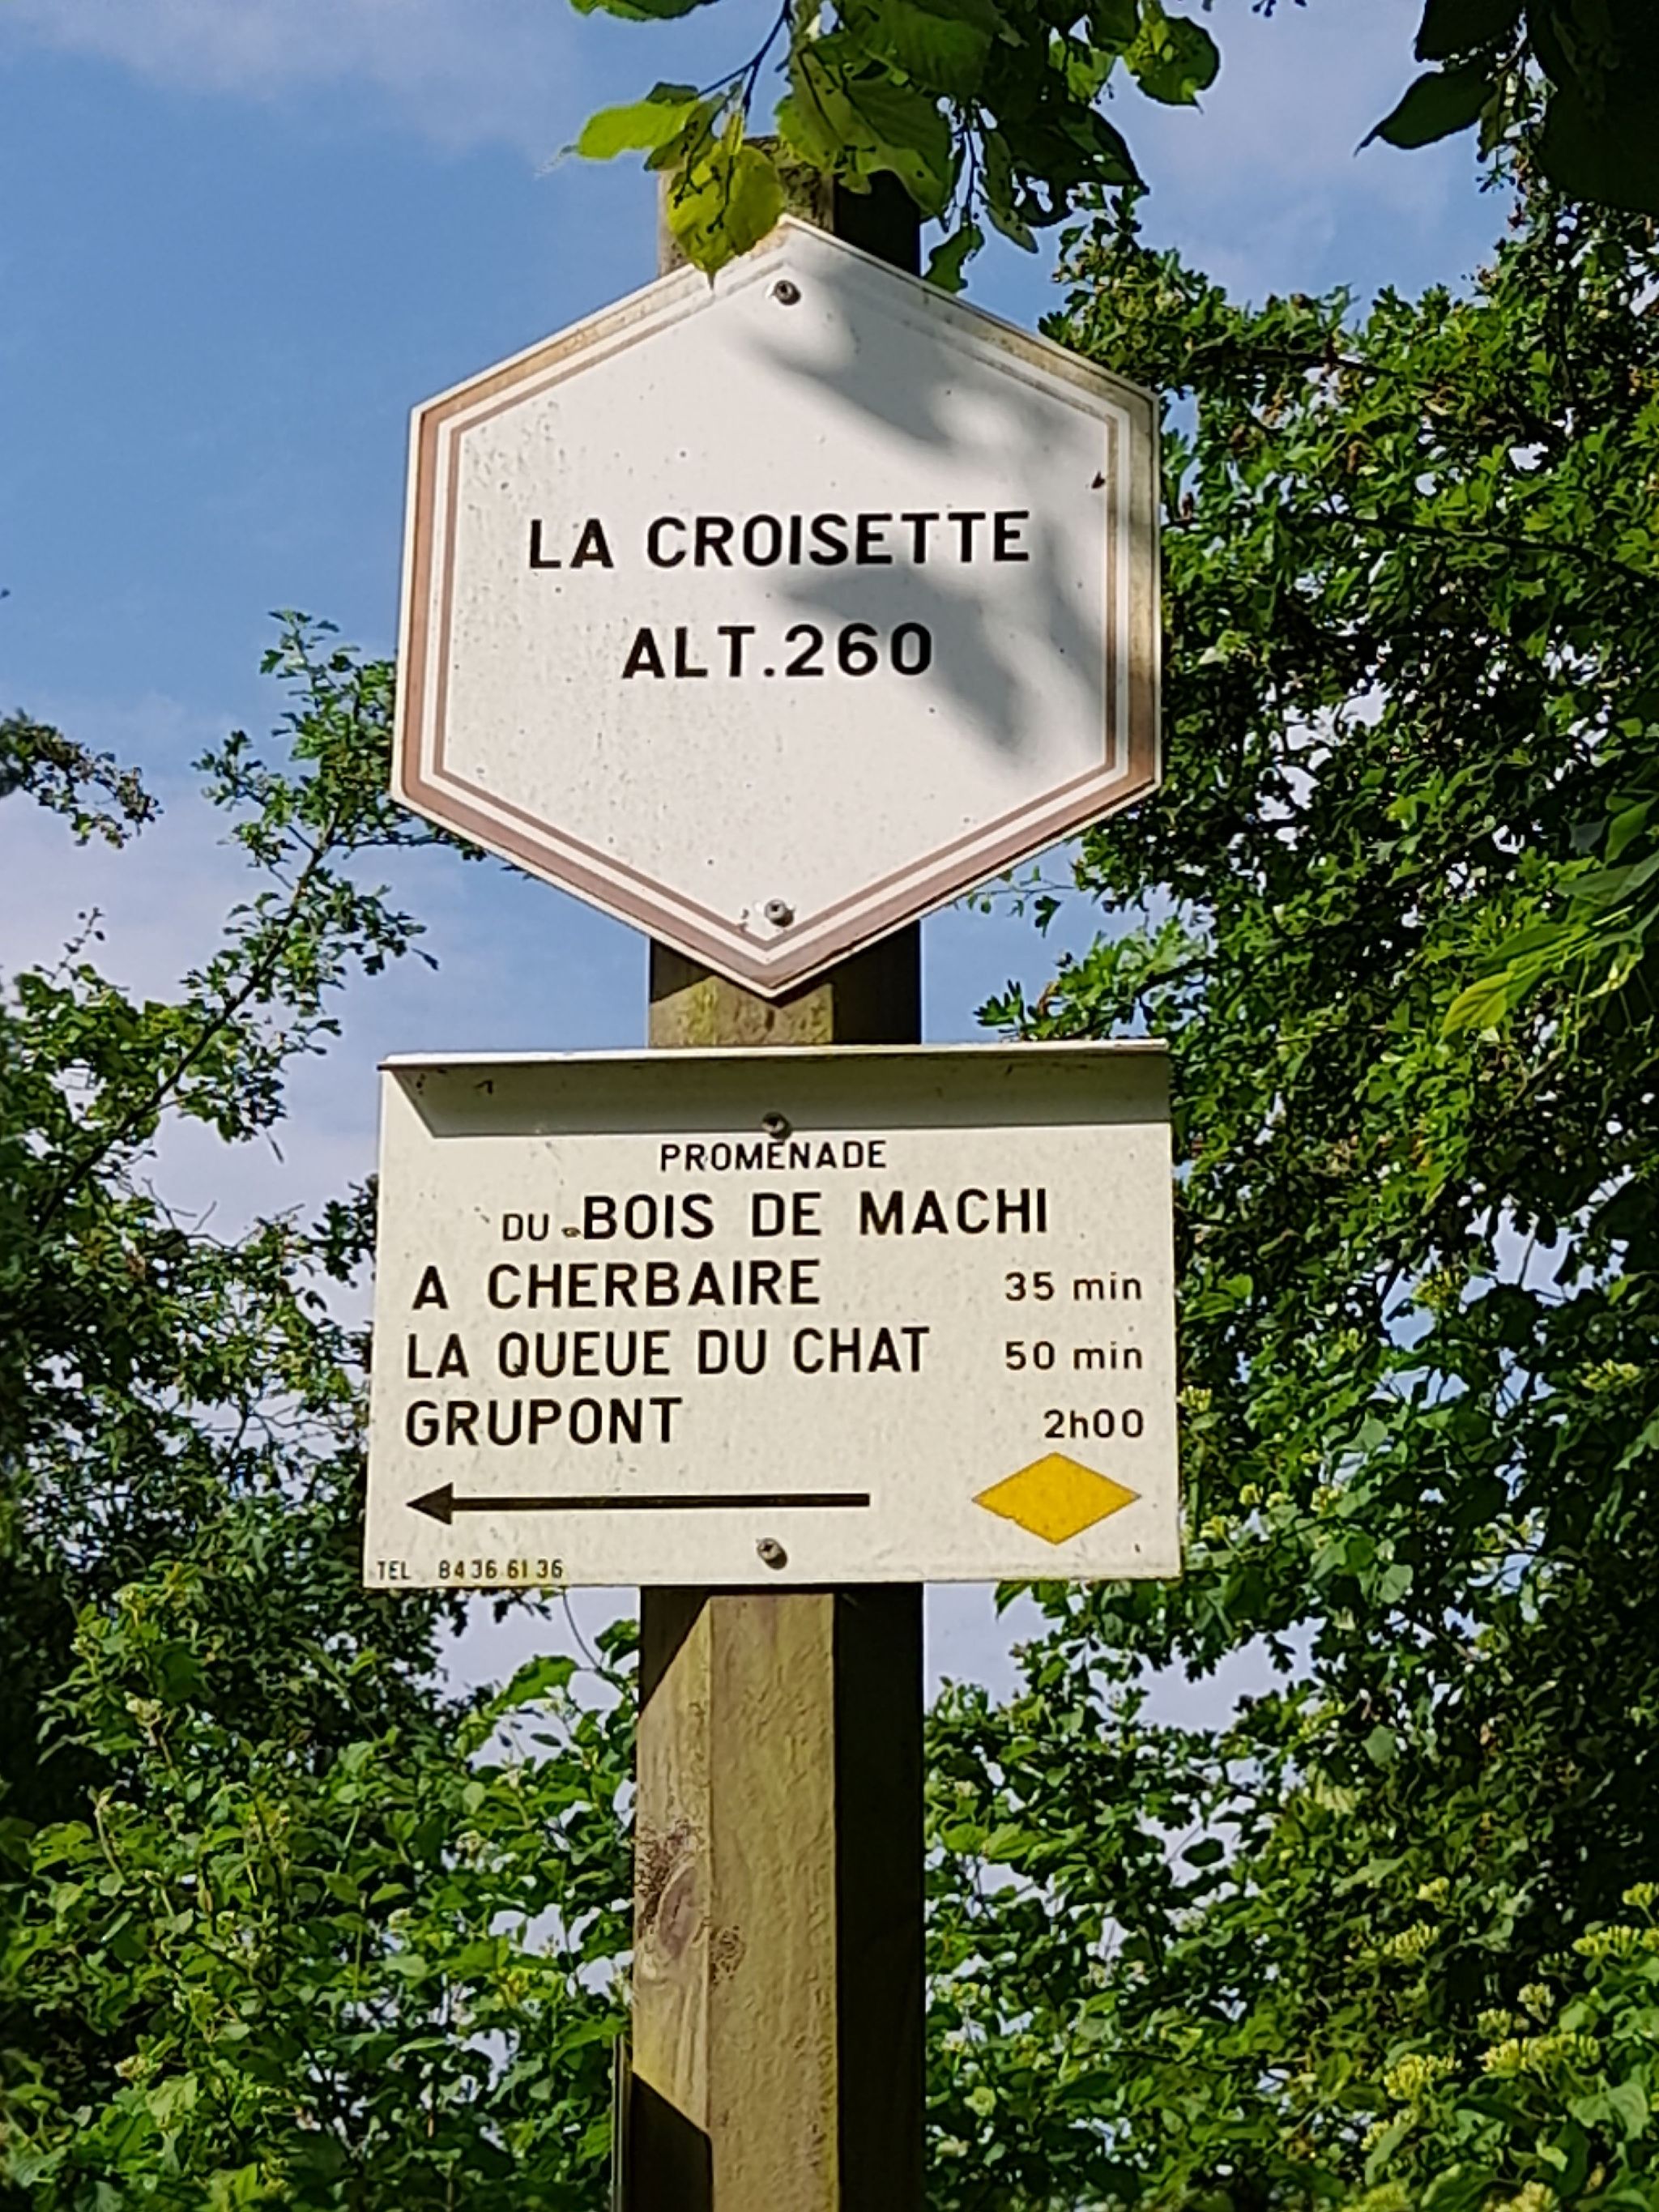 LA CROISETTE
ALT.260
PROMENADE
DU BOIS DE MACHI
A CHERBAIRE 35 min
LA QUEUE DU CHAT 50 min
GRUPONT 2h00
TEL 84 36 61 36